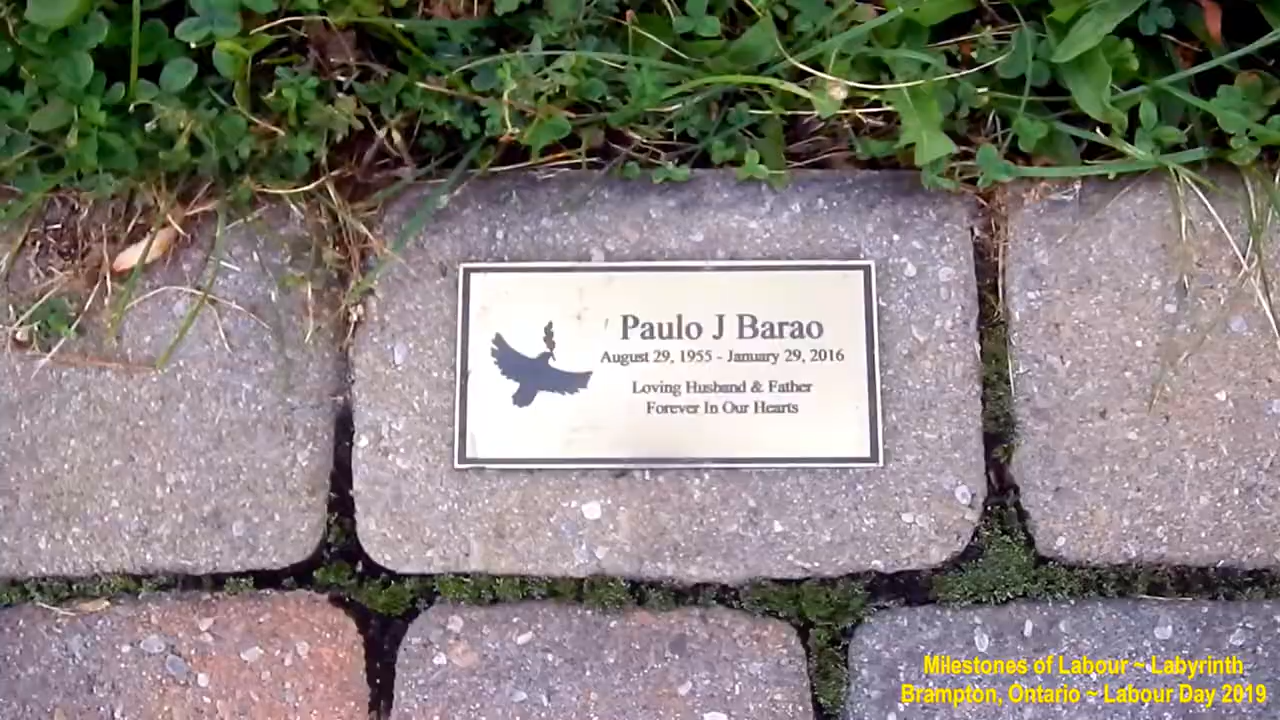 Paulo J Barao
August 29, 1955 - January 29, 2016
Loving Husband & Father
Forever In Our Hearts
Milestones of Labour ~ Labyrinth
Brampton, Ontario ~ Labour Day 2019